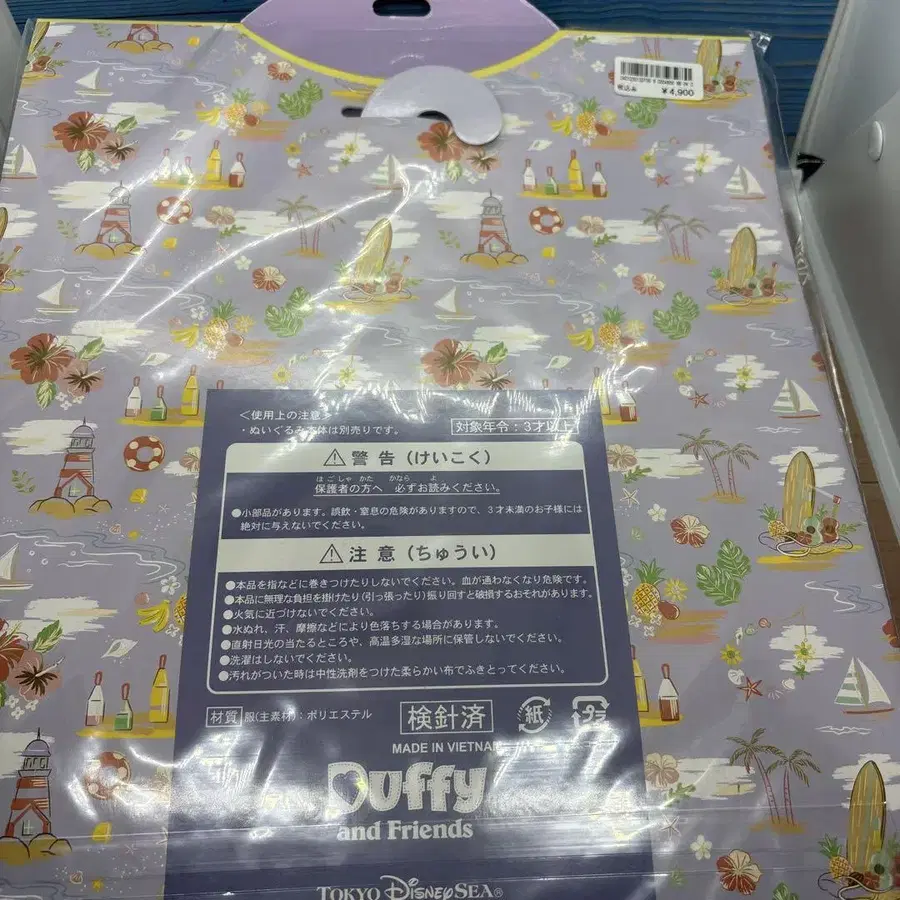 税込み ¥4,900
<使用上の注意>
・ぬいぐるみ本体は別売りです。
対象年令：3才以上
⚠警告(けいこく)
ほごしゃ かた かなら よ
保護者の方へ 必ずお読みください。
●小部品があります。誤飲・窒息の危険がありますので、3才未満のお子様には
絶対に与えないでください。
⚠注意(ちゅうい)
●本品を指などに巻きつけたりしないでください。血が通わなくなり危険です。
●本品に無理な負担を掛けたり(引っ張ったり)振り回すと破損するおそれがあります。
●火気に近づけないでください。
●水ぬれ、汗、摩擦などにより色落ちする場合があります。
●直射日光の当たるところや、高温多湿な場所に保管しないでください。
●洗濯はしないでください。
●汚れがついた時は中性洗剤をつけた柔らかい布でふきとってください。
材質 服(主素材)：ポリエステル
検針済
紙
プラ
MADE IN VIETNAM
Duffy
and Friends
TOKYO DISNEYSEA®